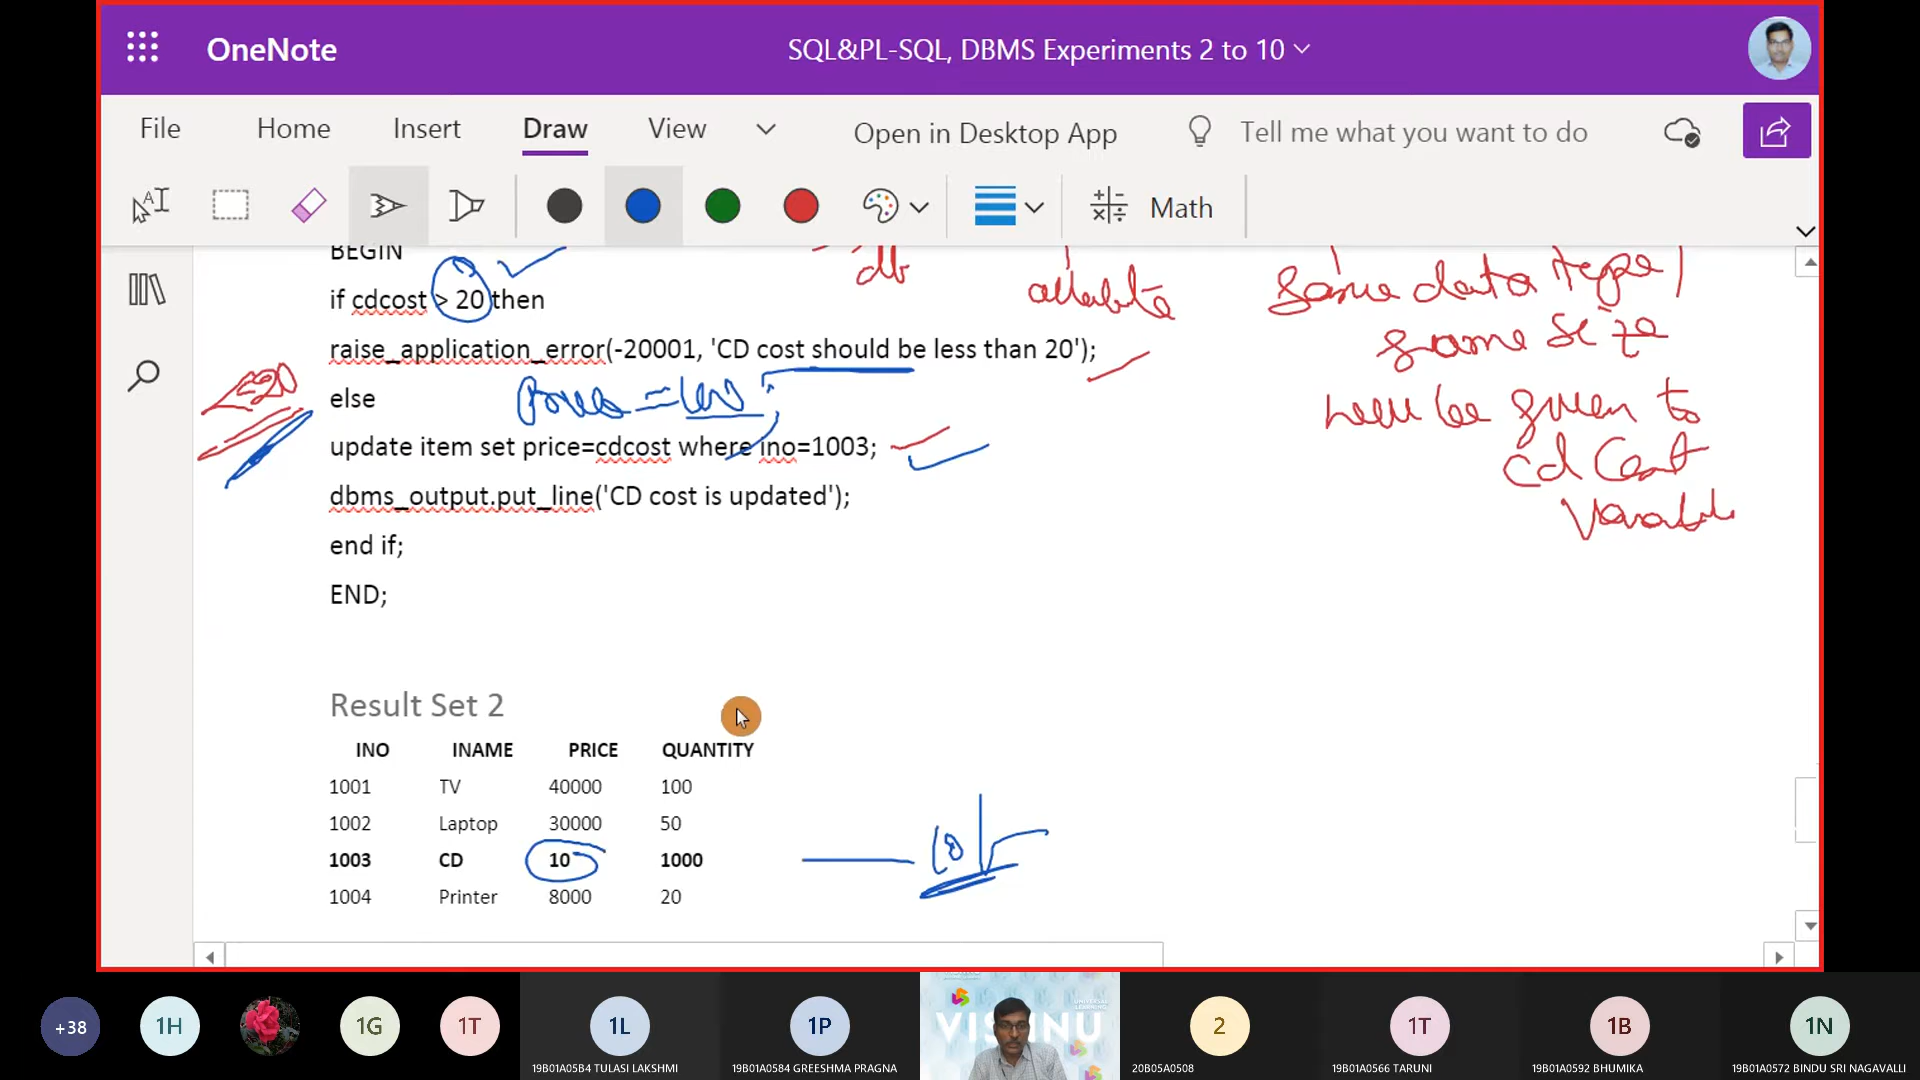 OneNote
SQL&PL-SQL, DBMS Experiments 2 to 10
File Home Insert Draw View Open in Desktop App Tell me what you want to do
Math
BEGIN
db
allable
same data type/
if cdcost > 20 then
same size
raise_application_error(-20001, 'CD cost should be less than 20');
<20
else
will be given to
update item set price=cdcost where ino=1003;
cd Cost
dbms_output.put_line('CD cost is updated');
Variable
end if;
END;
Result Set 2
INO INAME PRICE QUANTITY
1001 TV 40000 100
1002 Laptop 30000 50
1003 CD 10 1000
10
1004 Printer 8000 20
+38 1H 1G 1T 1L 1P 2 1T 1B 1N
VISHNU
UNIVERSAL
19B01A05B4 TULASI LAKSHMI 19B01A0584 GREESHMA PRAGNA 20B05A0508 19B01A0566 TARUNI 19B01A0592 BHUMIKA 19B01A0572 BINDU SRI NAGAVALLI